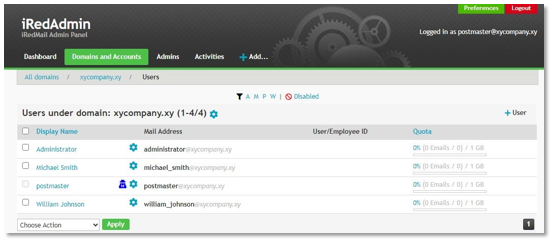 Preferences Logout
iRedAdmin
iRedMail Admin Panel
Logged in as postmaster@xycompany.xy
Dashboard Domains and Accounts Admins Activities + Add...
All domains / xycompany.xy / Users
A M P W | Disabled
Users under domain: xycompany.xy (1-4/4) + User
Display Name Mail Address User/Employee ID Quota
Administrator administrator@xycompany.xy 0% (0 Emails / 0) / 1 GB
Michael Smith michael_smith@xycompany.xy 0% (0 Emails / 0) / 1 GB
postmaster postmaster@xycompany.xy 0% (0 Emails / 0) / 1 GB
William Johnson william_johnson@xycompany.xy 0% (0 Emails / 0) / 1 GB
Choose Action Apply 1